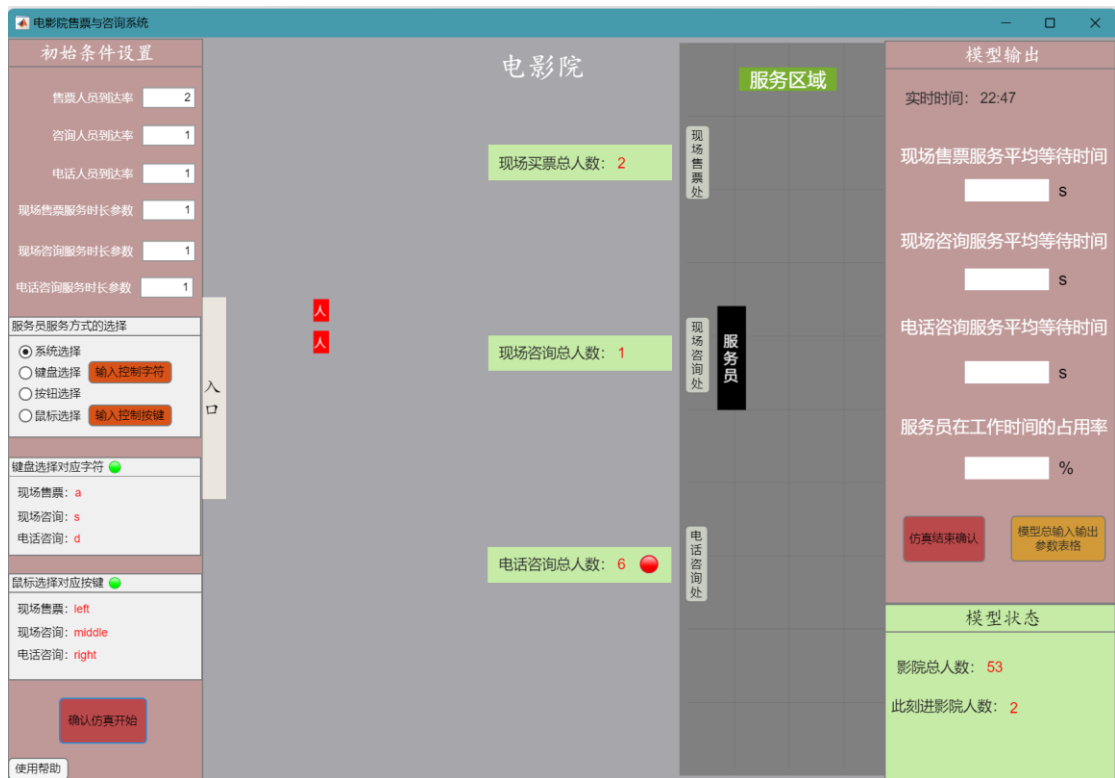 电影院售票与咨询系统
初始条件设置
售票人员到达率 2
咨询人员到达率 1
电话人员到达率 1
现场售票服务时长参数 1
现场咨询服务时长参数 1
电话咨询服务时长参数 1
服务员服务方式的选择
系统选择
键盘选择 输入控制字符
按钮选择
鼠标选择 输入控制按键
键盘选择对应字符
现场售票：a
现场咨询：s
电话咨询：d
鼠标选择对应按键
现场售票：left
现场咨询：middle
电话咨询：right
确认仿真开始
使用帮助
入口
人
人
电影院
现场买票总人数：2
现场咨询总人数：1
电话咨询总人数：6
服务区域
现场售票处
现场咨询处
服务员
电话咨询处
模型输出
实时时间：22:47
现场售票服务平均等待时间
s
现场咨询服务平均等待时间
s
电话咨询服务平均等待时间
s
服务员在工作时间的占用率
%
仿真结束确认
模型总输入输出
参数表格
模型状态
影院总人数：53
此刻进影院人数：2